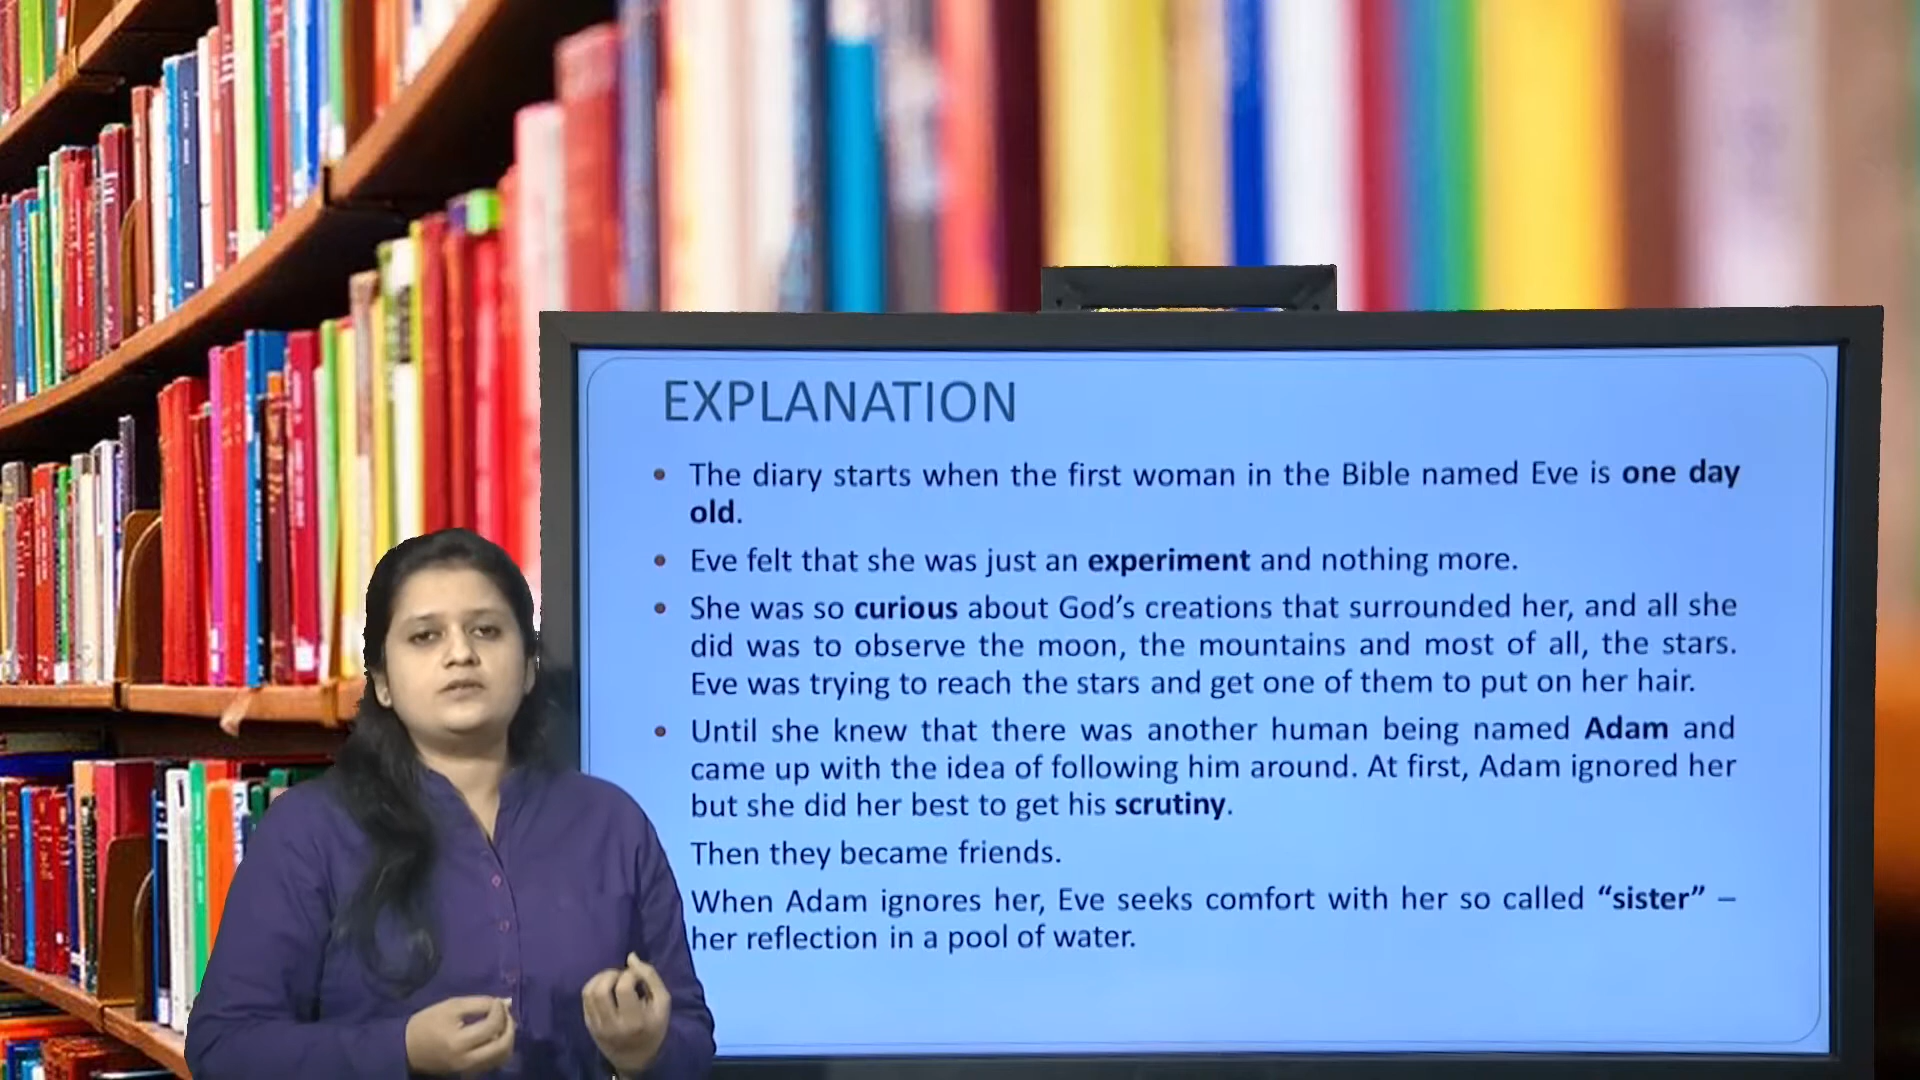 EXPLANATION
• The diary starts when the first woman in the Bible named Eve is one day
old.
• Eve felt that she was just an experiment and nothing more.
• She was so curious about God’s creations that surrounded her, and all she
did was to observe the moon, the mountains and most of all, the stars.
Eve was trying to reach the stars and get one of them to put on her hair.
• Until she knew that there was another human being named Adam and
came up with the idea of following him around. At first, Adam ignored her
but she did her best to get his scrutiny.
Then they became friends.
When Adam ignores her, Eve seeks comfort with her so called “sister” –
her reflection in a pool of water.